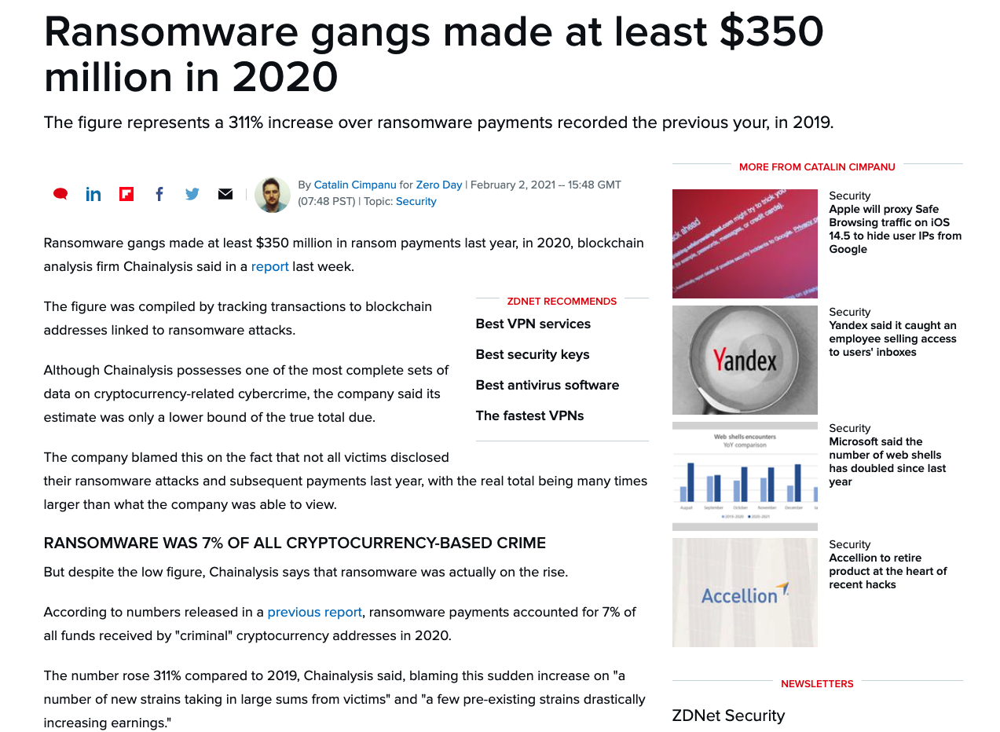 Ransomware gangs made at least $350
million in 2020
The figure represents a 311% increase over ransomware payments recorded the previous your, in 2019.
By Catalin Cimpanu for Zero Day | February 2, 2021 -- 15:48 GMT
(07:48 PST) | Topic: Security
Ransomware gangs made at least $350 million in ransom payments last year, in 2020, blockchain
analysis firm Chainalysis said in a report last week.
The figure was compiled by tracking transactions to blockchain
addresses linked to ransomware attacks.
Although Chainalysis possesses one of the most complete sets of
data on cryptocurrency-related cybercrime, the company said its
estimate was only a lower bound of the true total due.
The company blamed this on the fact that not all victims disclosed
their ransomware attacks and subsequent payments last year, with the real total being many times
larger than what the company was able to view.
ZDNET RECOMMENDS
Best VPN services
Best security keys
Best antivirus software
The fastest VPNs
RANSOMWARE WAS 7% OF ALL CRYPTOCURRENCY-BASED CRIME
But despite the low figure, Chainalysis says that ransomware was actually on the rise.
According to numbers released in a previous report, ransomware payments accounted for 7% of
all funds received by "criminal" cryptocurrency addresses in 2020.
The number rose 311% compared to 2019, Chainalysis said, blaming this sudden increase on "a
number of new strains taking in large sums from victims" and "a few pre-existing strains drastically
increasing earnings."
MORE FROM CATALIN CIMPANU
ck ahead
might try to trick you
for example, passwords, messages, or credit cards).
Security
Apple will proxy Safe
Browsing traffic on iOS
14.5 to hide user IPs from
Google
Yandex
Security
Yandex said it caught an
employee selling access
to users' inboxes
Web shells encounters
YoY comparison
August September October November December
2019-2020 2020-2021
Security
Microsoft said the
number of web shells
has doubled since last
year
Accellion
Security
Accellion to retire
product at the heart of
recent hacks
NEWSLETTERS
ZDNet Security